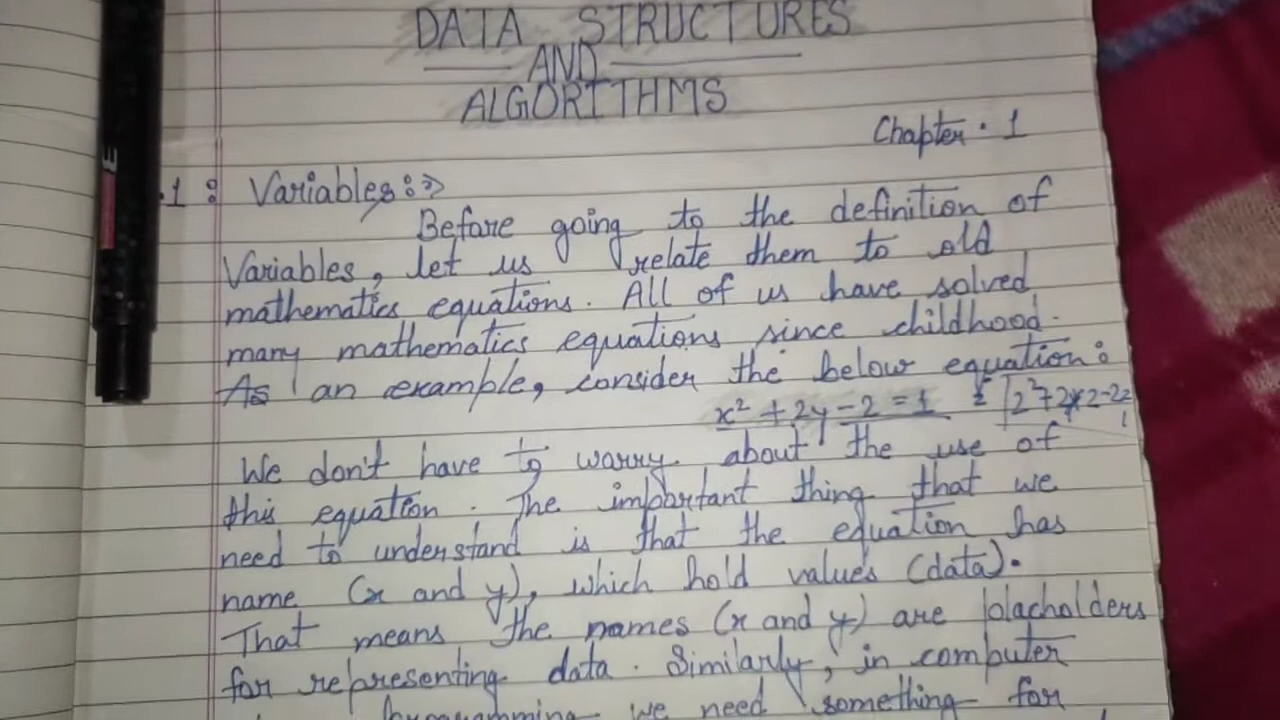 DATA STRUCTURES
AND
ALGORITHMS
Chapter · 1
.1 : Variables :⇒
Before going to the definition of
Variables, let us relate them to old
mathematics equations. All of us have solved
many mathematics equations since childhood.
As an example, consider the below equation:
x² + 2y - 2 = 1
We don't have to worry about the use of
this equation. The important thing that we
need to understand is that the equation has
name (x and y), which hold values (data).
That means the names (x and y) are placholders
for representing data. Similarly, in computer
programming we need something for